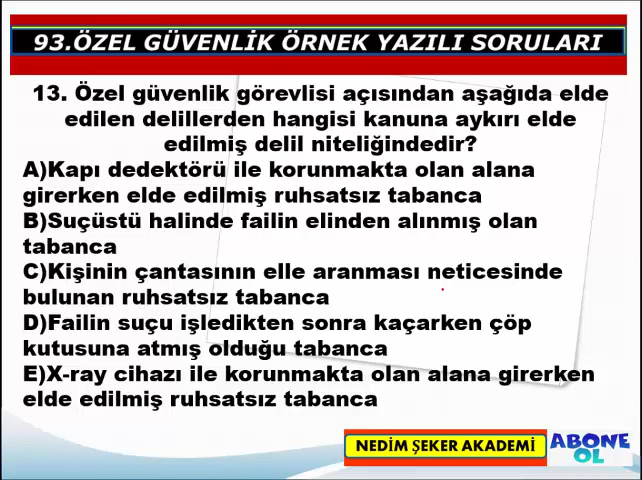 93.ÖZEL GÜVENLİK ÖRNEK YAZILI SORULARI
13. Özel güvenlik görevlisi açısından aşağıda elde
edilen delillerden hangisi kanuna aykırı elde
edilmiş delil niteliğindedir?
A)Kapı dedektörü ile korunmakta olan alana
girerken elde edilmiş ruhsatsız tabanca
B)Suçüstü halinde failin elinden alınmış olan
tabanca
C)Kişinin çantasının elle aranması neticesinde
bulunan ruhsatsız tabanca
D)Failin suçu işledikten sonra kaçarken çöp
kutusuna atmış olduğu tabanca
E)X-ray cihazı ile korunmakta olan alana girerken
elde edilmiş ruhsatsız tabanca
NEDİM ŞEKER AKADEMİ
ABONE
OL